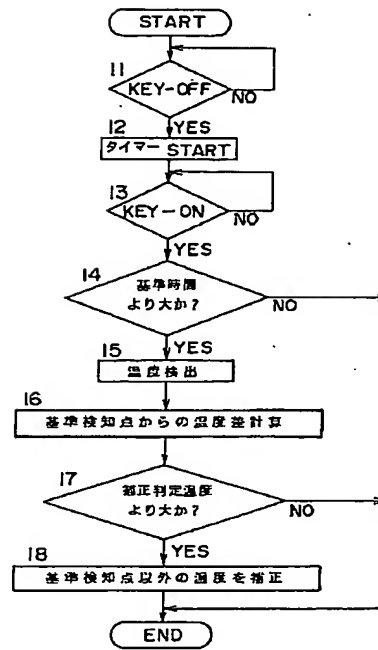 START
11
KEY-OFF
NO
YES
12
タイマー START
13
KEY-ON
NO
YES
14
基準時間
より大か?
NO
YES
15
温度検出
16
基準検知点からの温度差計算
17
補正判定温度
より大か?
NO
YES
18
基準検知点以外の温度を補正
END